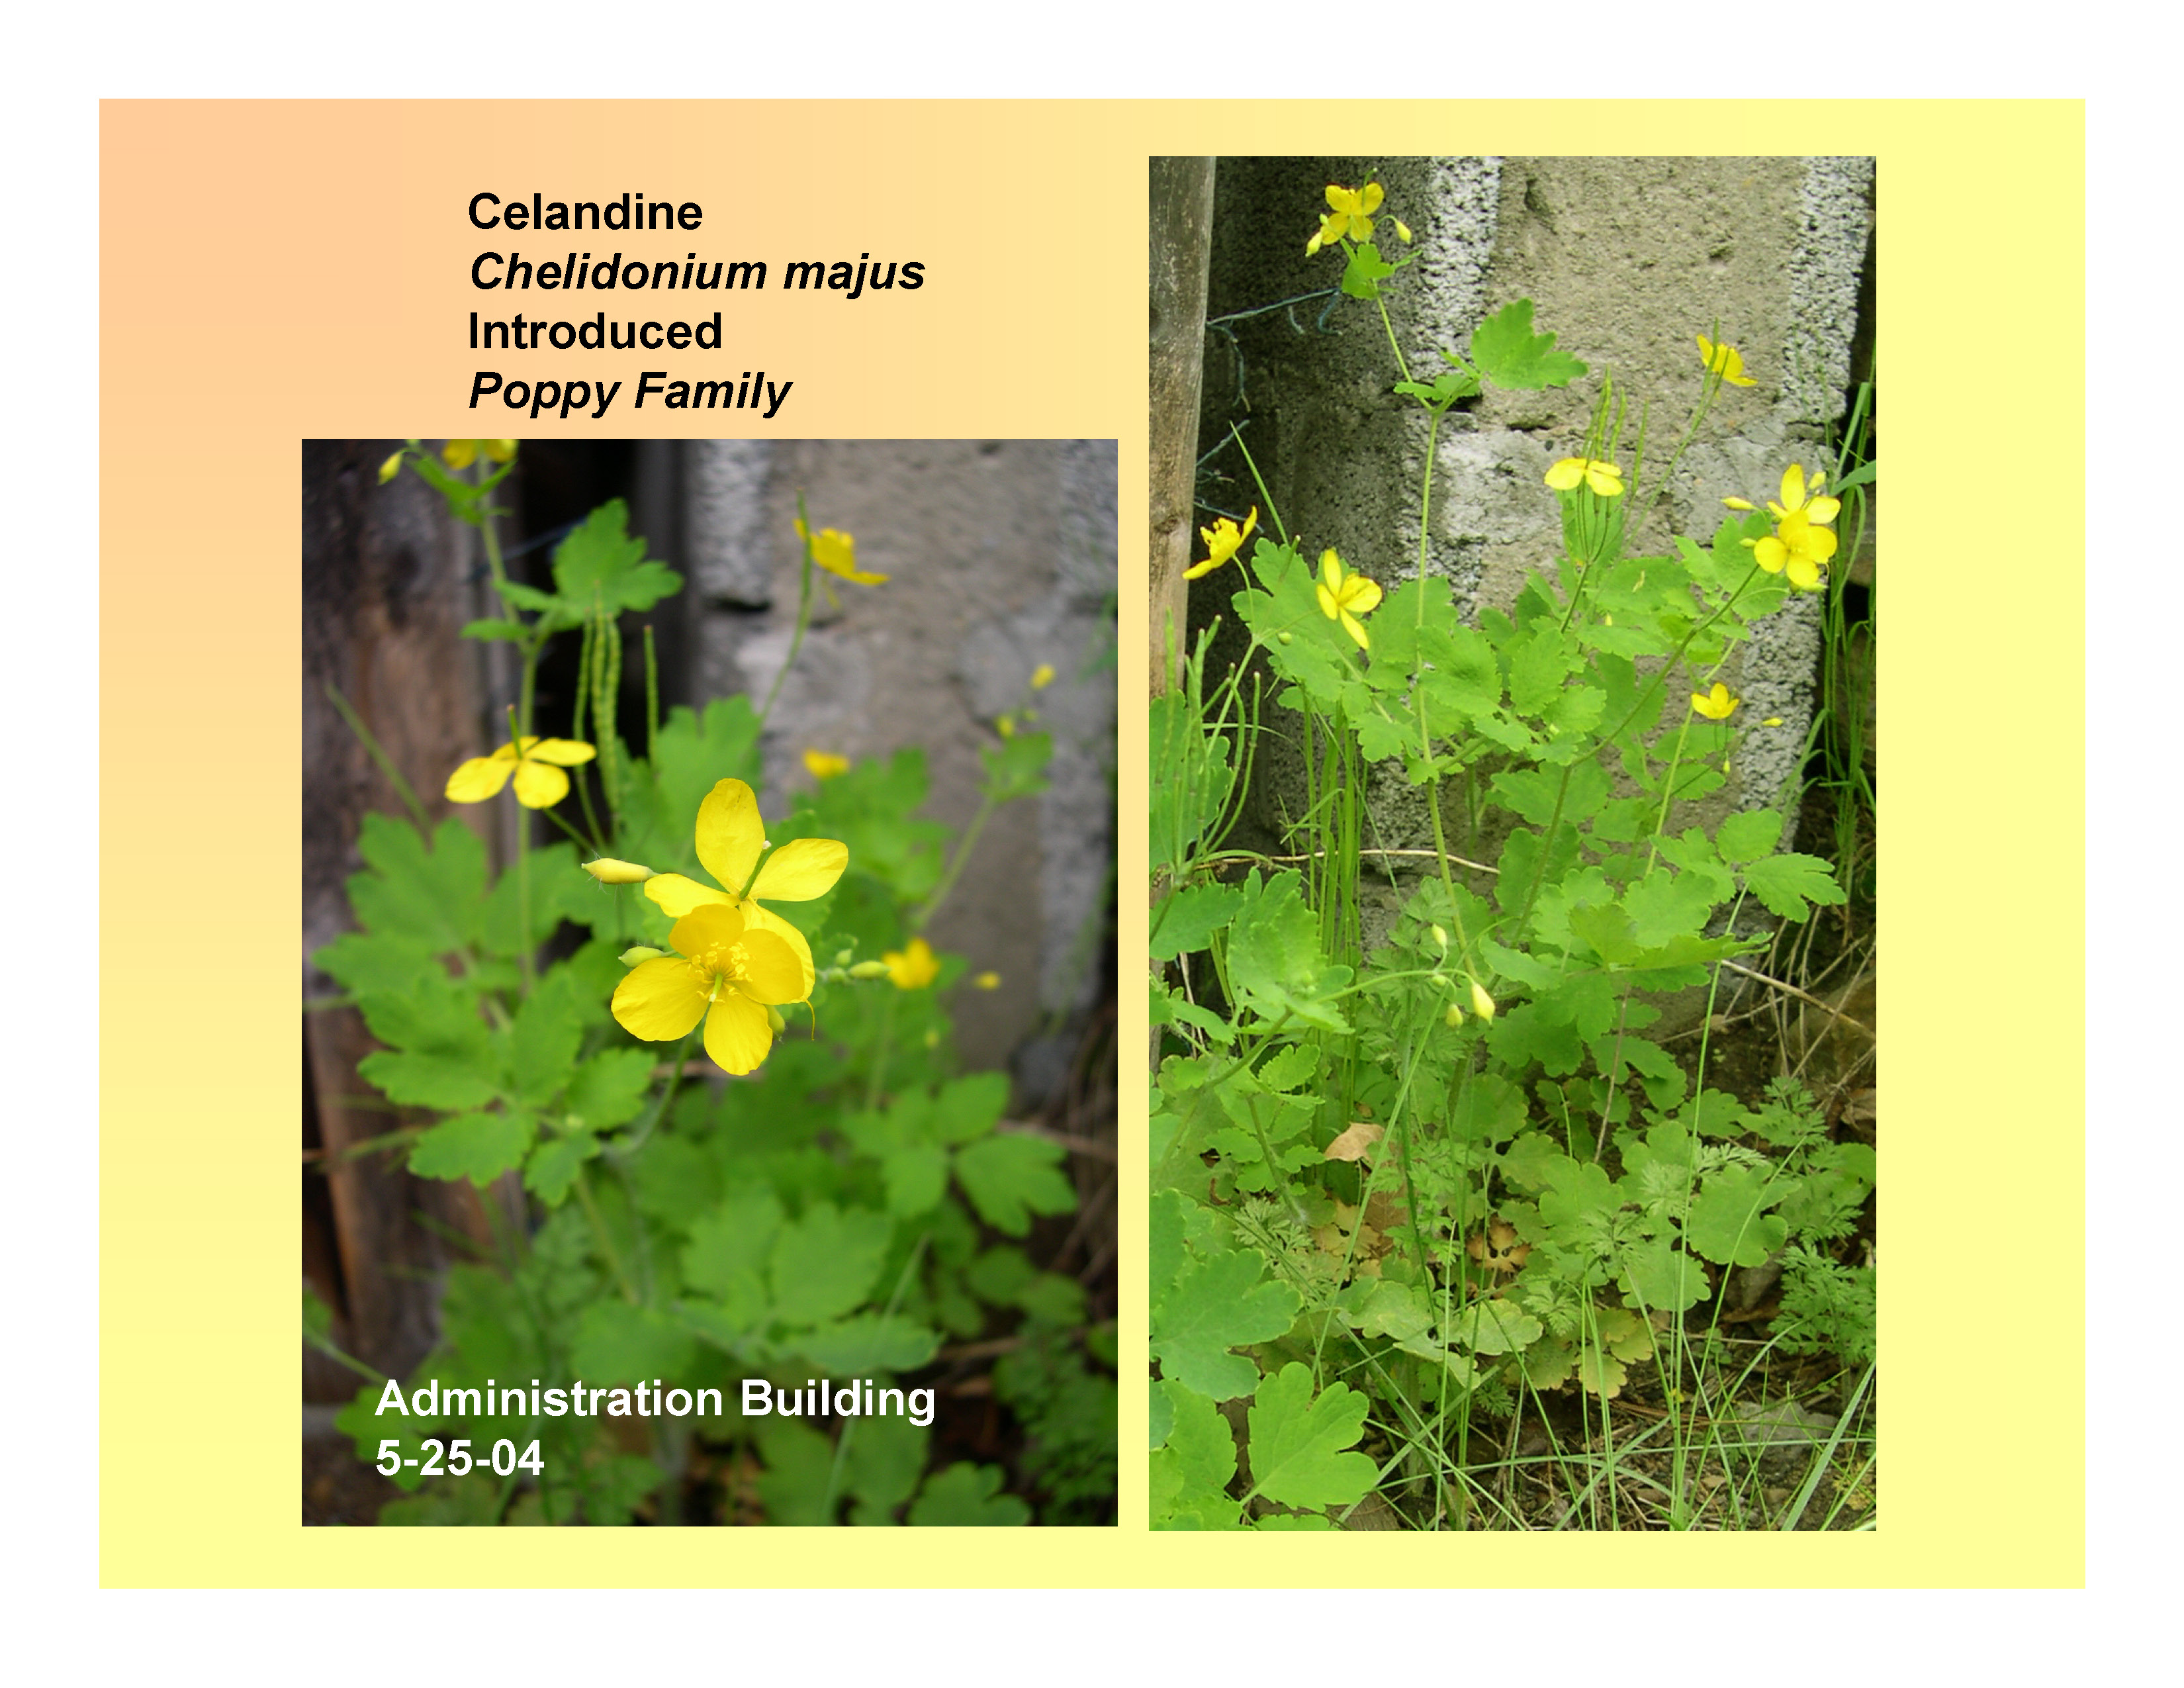 Celandine
Chelidonium majus
Introduced
Poppy Family
Administration Building
5-25-04